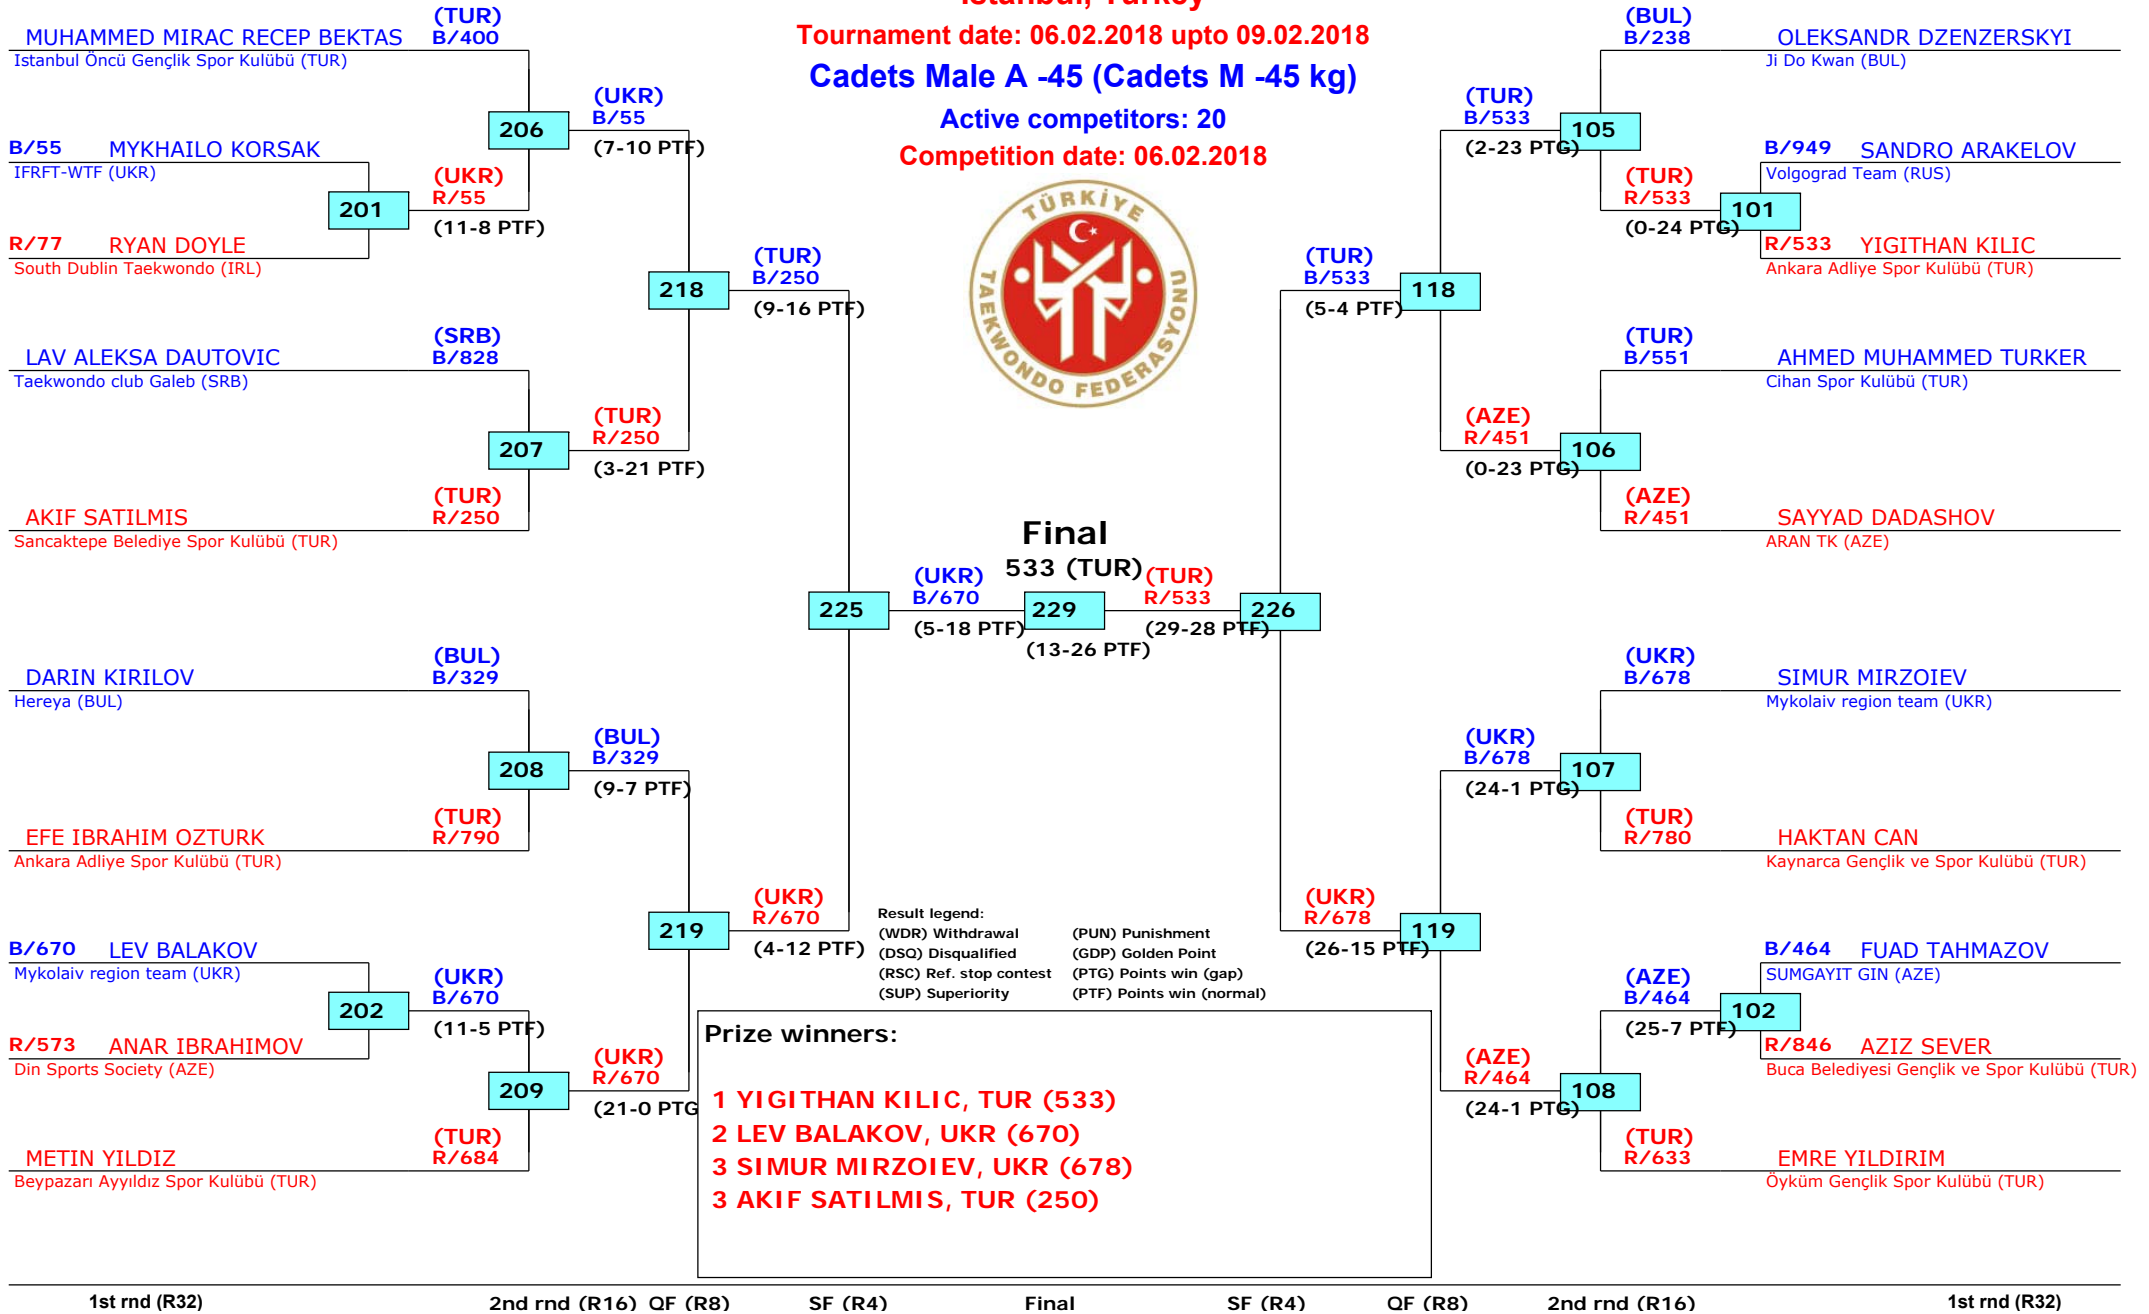 Istanbul, Turkey
Tournament date: 06.02.2018 upto 09.02.2018
Cadets Male A -45 (Cadets M -45 kg)
Active competitors: 20
Competition date: 06.02.2018
TÜRKİYE
TAEKWONDO FEDERASYONU
MUHAMMED MIRAC RECEP BEKTAS
(TUR)
B/400
Istanbul Öncü Gençlik Spor Kulübü (TUR)
206
(UKR)
B/55
(7-10 PTF)
B/55 MYKHAILO KORSAK
IFRFT-WTF (UKR)
201
(UKR)
R/55
(11-8 PTF)
R/77 RYAN DOYLE
South Dublin Taekwondo (IRL)
218
(TUR)
B/250
(9-16 PTF)
LAV ALEKSA DAUTOVIC
(SRB)
B/828
Taekwondo club Galeb (SRB)
207
(TUR)
R/250
(3-21 PTF)
AKIF SATILMIS
(TUR)
R/250
Sancaktepe Belediye Spor Kulübü (TUR)
225
(UKR)
B/670
(5-18 PTF)
Final
533 (TUR)
229
(13-26 PTF)
(TUR)
R/533
(29-28 PTF)
226
DARIN KIRILOV
(BUL)
B/329
Hereya (BUL)
208
(BUL)
B/329
(9-7 PTF)
EFE IBRAHIM OZTURK
(TUR)
R/790
Ankara Adliye Spor Kulübü (TUR)
219
(UKR)
R/670
(4-12 PTF)
B/670 LEV BALAKOV
Mykolaiv region team (UKR)
202
(UKR)
B/670
(11-5 PTF)
R/573 ANAR IBRAHIMOV
Din Sports Society (AZE)
209
(UKR)
R/670
(21-0 PTG
METIN YILDIZ
(TUR)
R/684
Beypazarı Ayyıldız Spor Kulübü (TUR)
(BUL)
B/238
OLEKSANDR DZENZERSKYI
Ji Do Kwan (BUL)
(TUR)
B/533
(2-23 PTG)
105
B/949 SANDRO ARAKELOV
Volgograd Team (RUS)
(TUR)
R/533
(0-24 PTG)
101
R/533 YIGITHAN KILIC
Ankara Adliye Spor Kulübü (TUR)
(TUR)
B/533
(5-4 PTF)
118
(TUR)
B/551
AHMED MUHAMMED TURKER
Cihan Spor Kulübü (TUR)
(AZE)
R/451
(0-23 PTG)
106
(AZE)
R/451
SAYYAD DADASHOV
ARAN TK (AZE)
(UKR)
B/678
SIMUR MIRZOIEV
Mykolaiv region team (UKR)
(UKR)
B/678
(24-1 PTG)
107
(TUR)
R/780
HAKTAN CAN
Kaynarca Gençlik ve Spor Kulübü (TUR)
(UKR)
R/678
(26-15 PTF)
119
B/464 FUAD TAHMAZOV
SUMGAYIT GIN (AZE)
(AZE)
B/464
(25-7 PTF)
102
R/846 AZIZ SEVER
Buca Belediyesi Gençlik ve Spor Kulübü (TUR)
(AZE)
R/464
(24-1 PTG)
108
(TUR)
R/633
EMRE YILDIRIM
Öyküm Gençlik Spor Kulübü (TUR)
Result legend:
(WDR) Withdrawal (PUN) Punishment
(DSQ) Disqualified (GDP) Golden Point
(RSC) Ref. stop contest (PTG) Points win (gap)
(SUP) Superiority (PTF) Points win (normal)
Prize winners:
1 YIGITHAN KILIC, TUR (533)
2 LEV BALAKOV, UKR (670)
3 SIMUR MIRZOIEV, UKR (678)
3 AKIF SATILMIS, TUR (250)
1st rnd (R32) 2nd rnd (R16) QF (R8) SF (R4) Final SF (R4) QF (R8) 2nd rnd (R16) 1st rnd (R32)